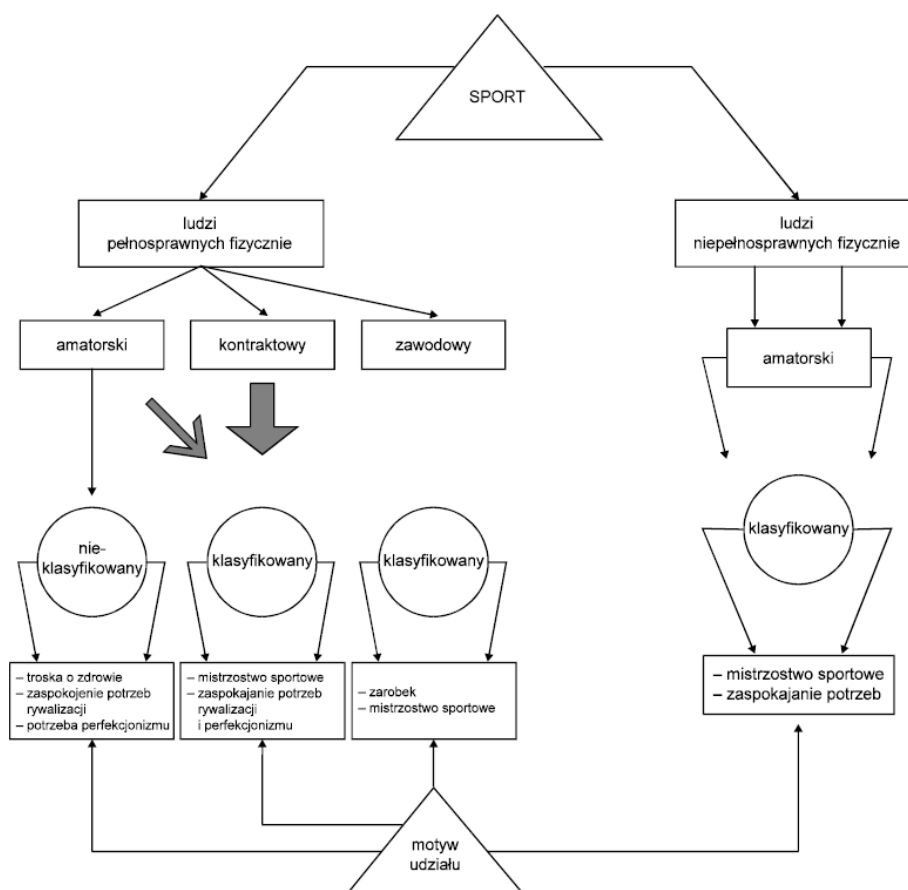 SPORT
ludzi
pełnosprawnych fizycznie
ludzi
niepełnosprawnych fizycznie
amatorski
kontraktowy
zawodowy
amatorski
nie-
klasyfikowany
klasyfikowany
klasyfikowany
klasyfikowany
– troska o zdrowie
– zaspokojenie potrzeb
rywalizacji
– potrzeba perfekcjonizmu
– mistrzostwo sportowe
– zaspokajanie potrzeb
rywalizacji
i perfekcjonizmu
– zarobek
– mistrzostwo sportowe
– mistrzostwo sportowe
– zaspokajanie potrzeb
motyw
udziału